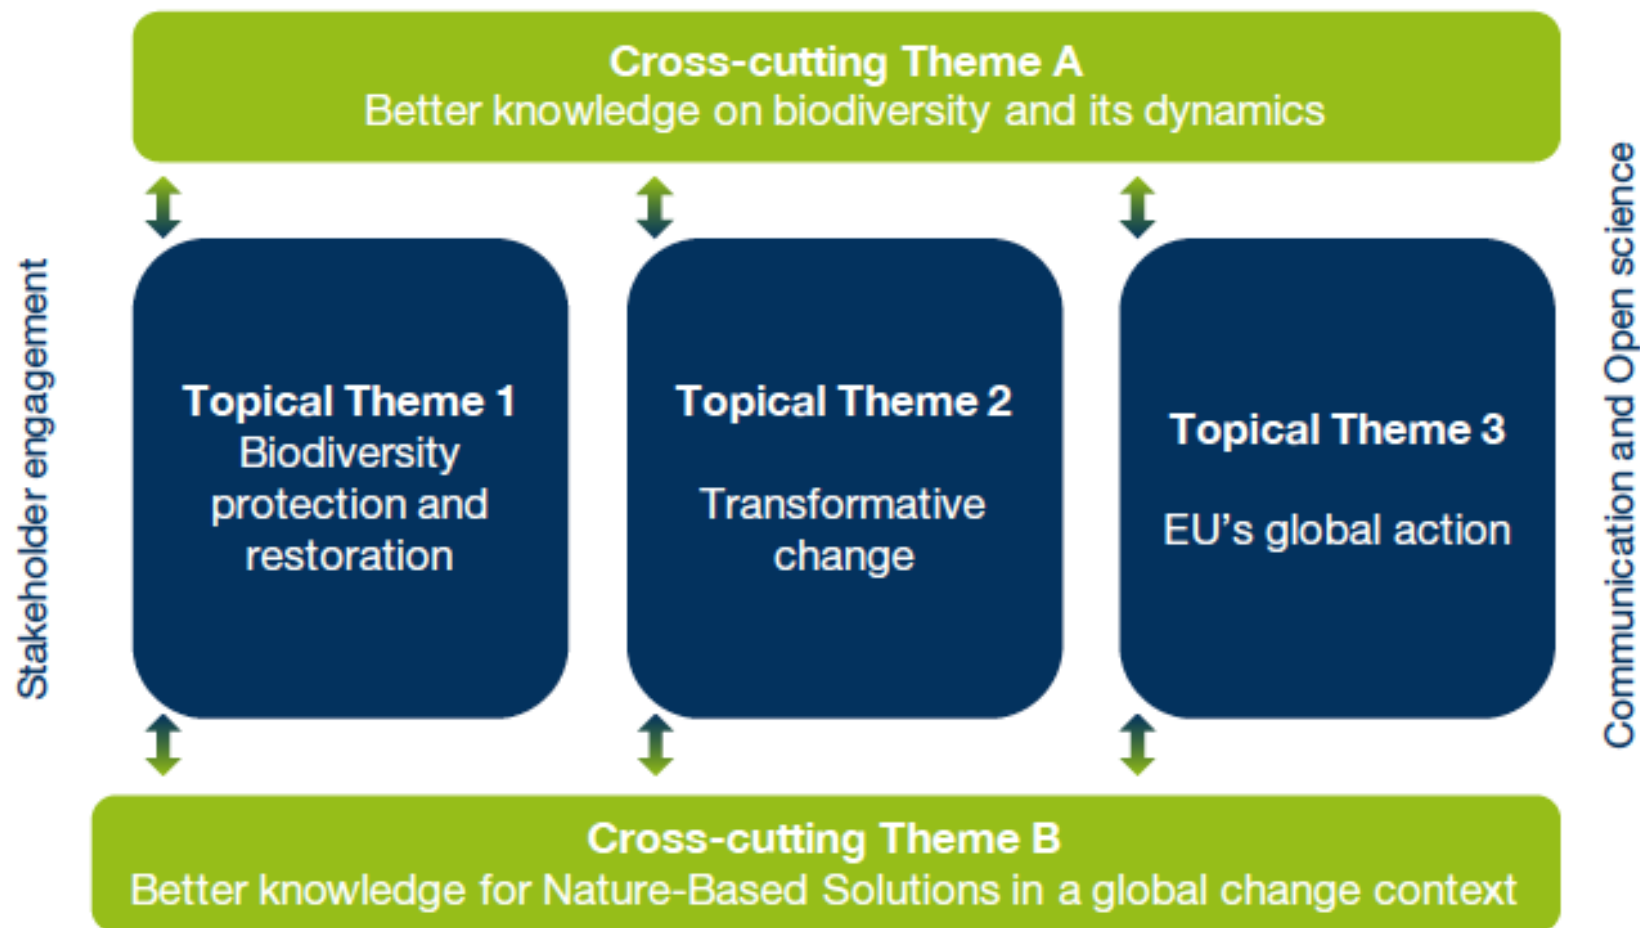 Cross-cutting Theme A
Better knowledge on biodiversity and its dynamics
Stakeholder engagement
Topical Theme 1
Biodiversity
protection and
restoration
Topical Theme 2
Transformative
change
Topical Theme 3
EU’s global action
Communication and Open science
Cross-cutting Theme B
Better knowledge for Nature-Based Solutions in a global change context